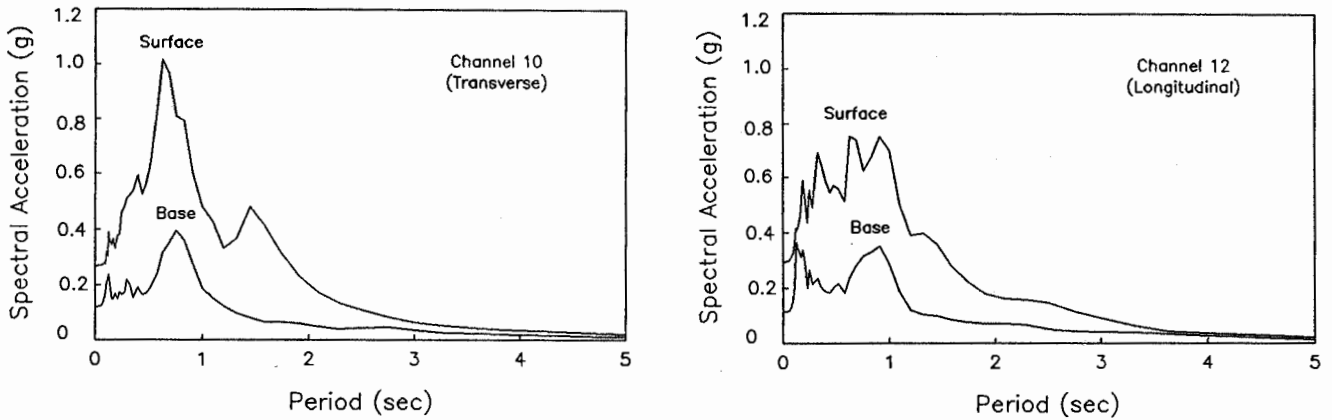 Spectral Acceleration (g)
1.2
1.0
0.8
0.6
0.4
0.2
0
Surface
Base
Channel 10
(Transverse)
0
1
2
3
4
5
Period (sec)
Spectral Acceleration (g)
1.2
1.0
0.8
0.6
0.4
0.2
0
Surface
Base
Channel 12
(Longitudinal)
0
1
2
3
4
5
Period (sec)